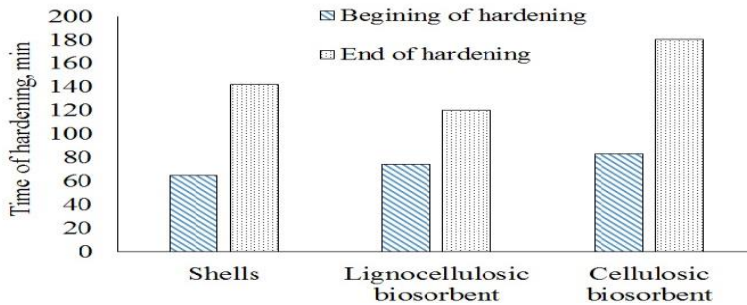 200
180
160
140
120
100
80
60
40
20
0
Time of hardening, min
Begining of hardening
End of hardening
Shells
Lignocellulosic
biosorbent
Cellulosic
biosorbent